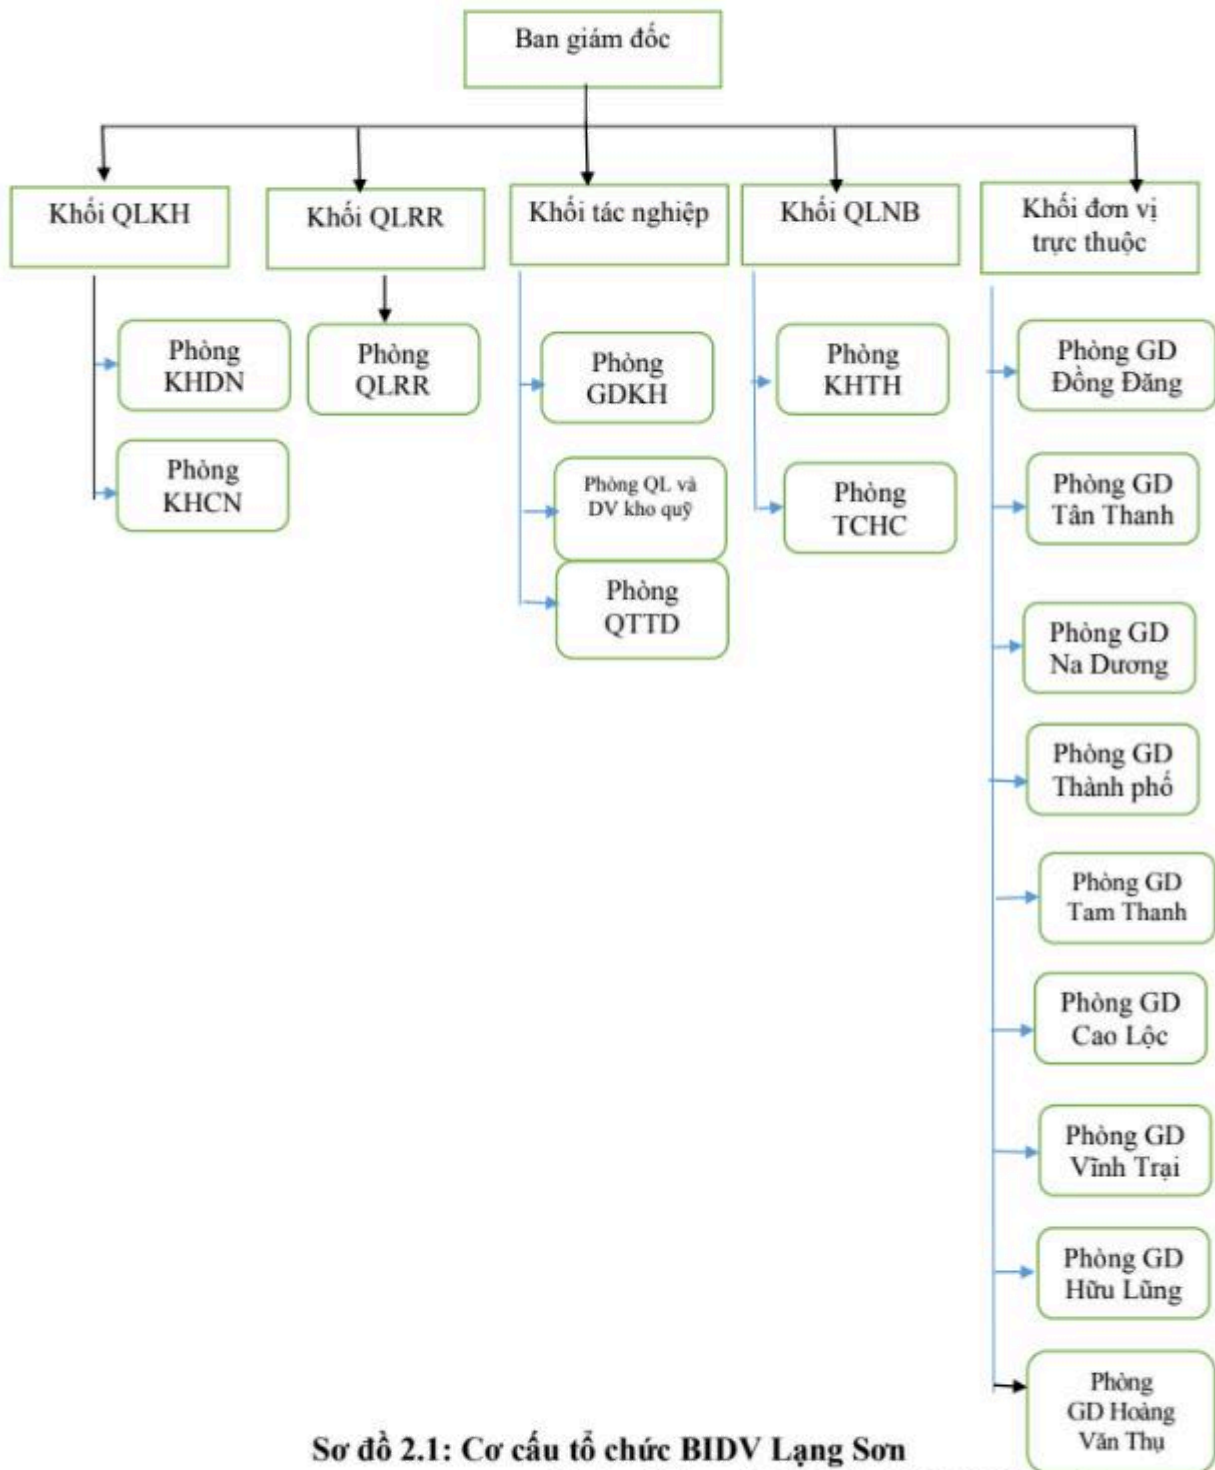 Ban giám đốc
Khối QLKH
Khối QLRR
Khối tác nghiệp
Khối QLNB
Khối đơn vị
trực thuộc
Phòng
KHDN
Phòng
KHCN
Phòng
QLRR
Phòng
GDKH
Phòng QL và
DV kho quỹ
Phòng
QTTD
Phòng
KHTH
Phòng
TCHC
Phòng GD
Đồng Đăng
Phòng GD
Tân Thanh
Phòng GD
Na Dương
Phòng GD
Thành phố
Phòng GD
Tam Thanh
Phòng GD
Cao Lộc
Phòng GD
Vĩnh Trại
Phòng GD
Hữu Lũng
Phòng
GD Hoàng
Văn Thụ
Sơ đồ 2.1: Cơ cấu tổ chức BIDV Lạng Sơn